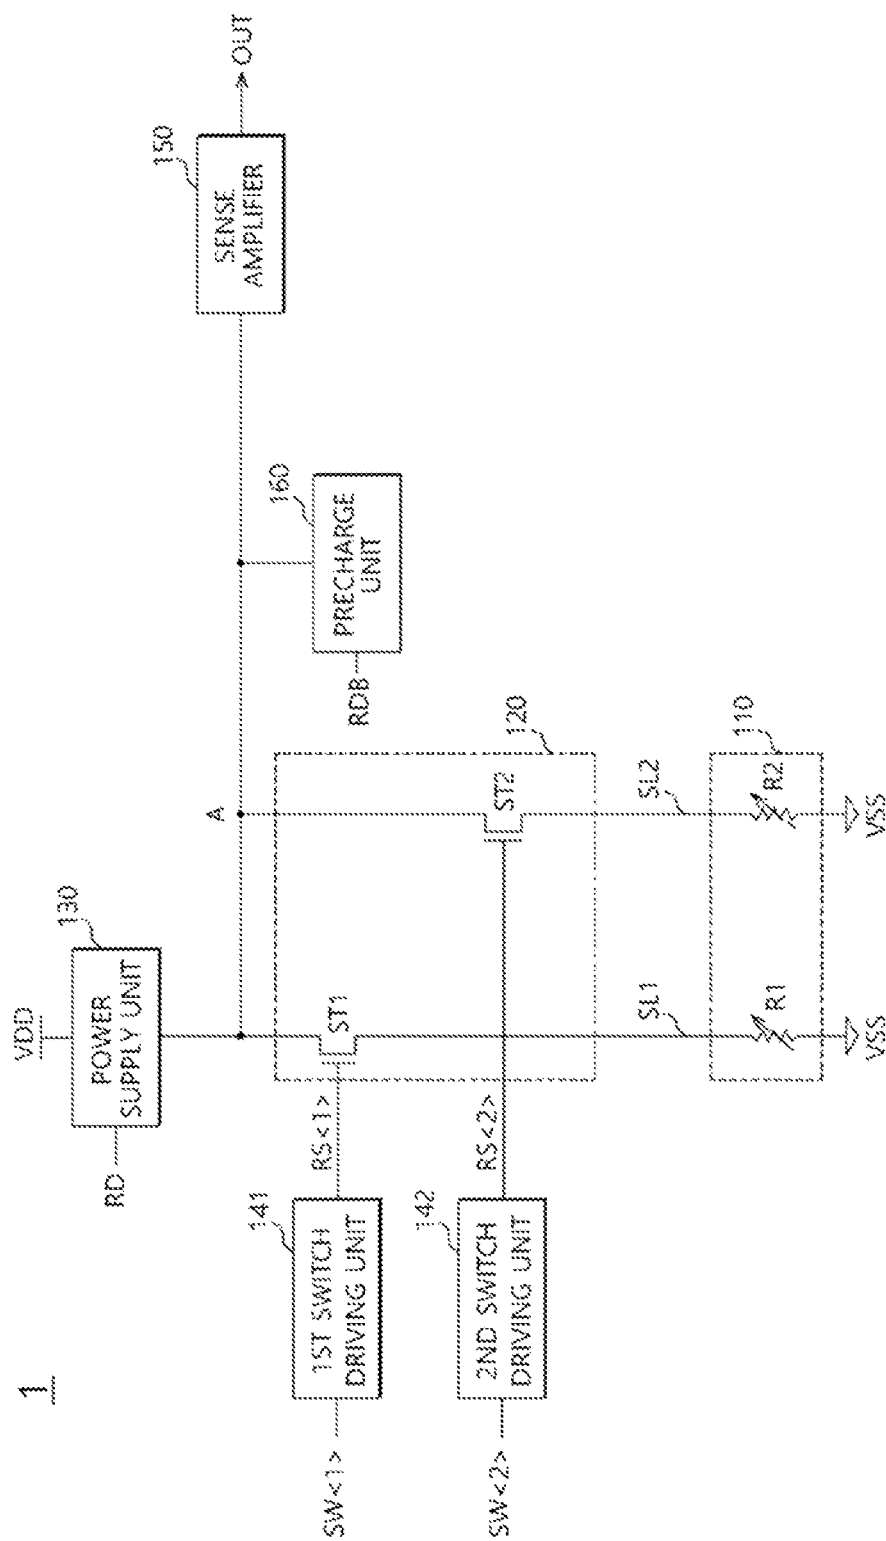 1
VDD
RD
POWER
SUPPLY UNIT
130
A
SW<1>
1ST SWITCH
DRIVING UNIT
141
RS<1>
ST1
SW<2>
2ND SWITCH
DRIVING UNIT
142
RS<2>
ST2
120
RDB
PRECHARGE
UNIT
160
SENSE
AMPLIFIER
150
OUT
SL1
SL2
R1
R2
110
VSS
VSS